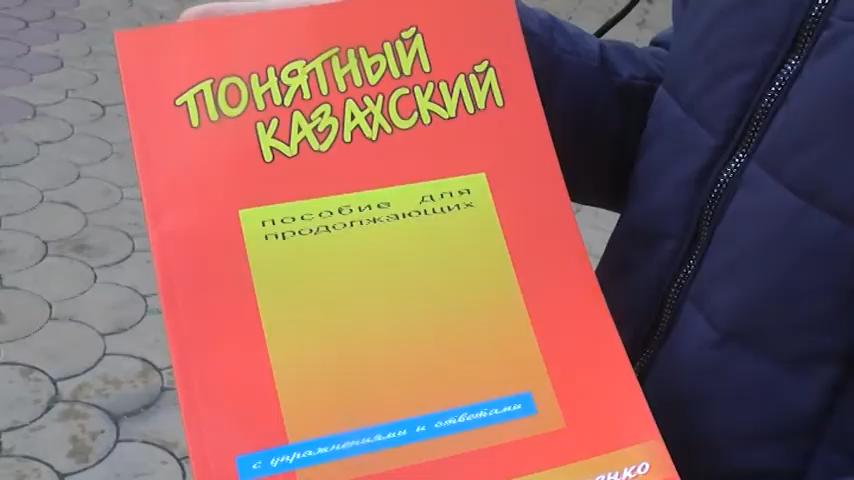 ПОНЯТНЫЙ
КАЗАХСКИЙ
пособие для
продолжающих
с упражнениями и ответами